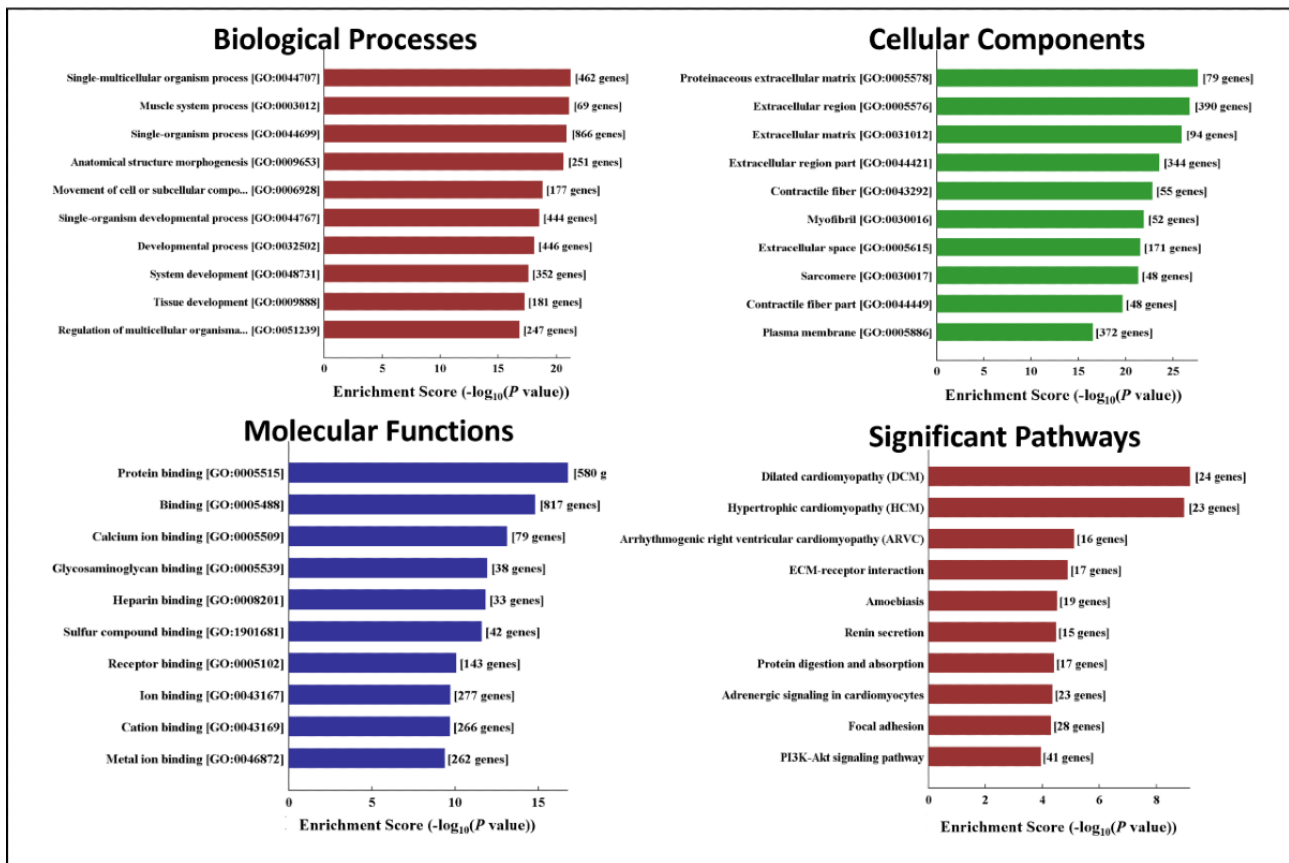 Biological Processes
Single-multicellular organism process [GO:0044707] [462 genes]
Muscle system process [GO:0003012] [69 genes]
Single-organism process [GO:0044699] [866 genes]
Anatomical structure morphogenesis [GO:0009653] [251 genes]
Movement of cell or subcellular compo... [GO:0006928] [177 genes]
Single-organism developmental process [GO:0044767] [444 genes]
Developmental process [GO:0032502] [446 genes]
System development [GO:0048731] [352 genes]
Tissue development [GO:0009888] [181 genes]
Regulation of multicellular organisma... [GO:0051239] [247 genes]
0 5 10 15 20
Enrichment Score (-log10(P value))
Cellular Components
Proteinaceous extracellular matrix [GO:0005578] [79 genes]
Extracellular region [GO:0005576] [390 genes]
Extracellular matrix [GO:0031012] [94 genes]
Extracellular region part [GO:0044421] [344 genes]
Contractile fiber [GO:0043292] [55 genes]
Myofibril [GO:0030016] [52 genes]
Extracellular space [GO:0005615] [171 genes]
Sarcomere [GO:0030017] [48 genes]
Contractile fiber part [GO:0044449] [48 genes]
Plasma membrane [GO:0005886] [372 genes]
0 5 10 15 20 25
Enrichment Score (-log10(P value))
Molecular Functions
Protein binding [GO:0005515] [580 g
Binding [GO:0005488] [817 genes]
Calcium ion binding [GO:0005509] [79 genes]
Glycosaminoglycan binding [GO:0005539] [38 genes]
Heparin binding [GO:0008201] [33 genes]
Sulfur compound binding [GO:1901681] [42 genes]
Receptor binding [GO:0005102] [143 genes]
Ion binding [GO:0043167] [277 genes]
Cation binding [GO:0043169] [266 genes]
Metal ion binding [GO:0046872] [262 genes]
0 5 10 15
Enrichment Score (-log10(P value))
Significant Pathways
Dilated cardiomyopathy (DCM) [24 genes]
Hypertrophic cardiomyopathy (HCM) [23 genes]
Arrhythmogenic right ventricular cardiomyopathy (ARVC) [16 genes]
ECM-receptor interaction [17 genes]
Amoebiasis [19 genes]
Renin secretion [15 genes]
Protein digestion and absorption [17 genes]
Adrenergic signaling in cardiomyocytes [23 genes]
Focal adhesion [28 genes]
PI3K-Akt signaling pathway [41 genes]
0 2 4 6 8
Enrichment Score (-log10(P value))